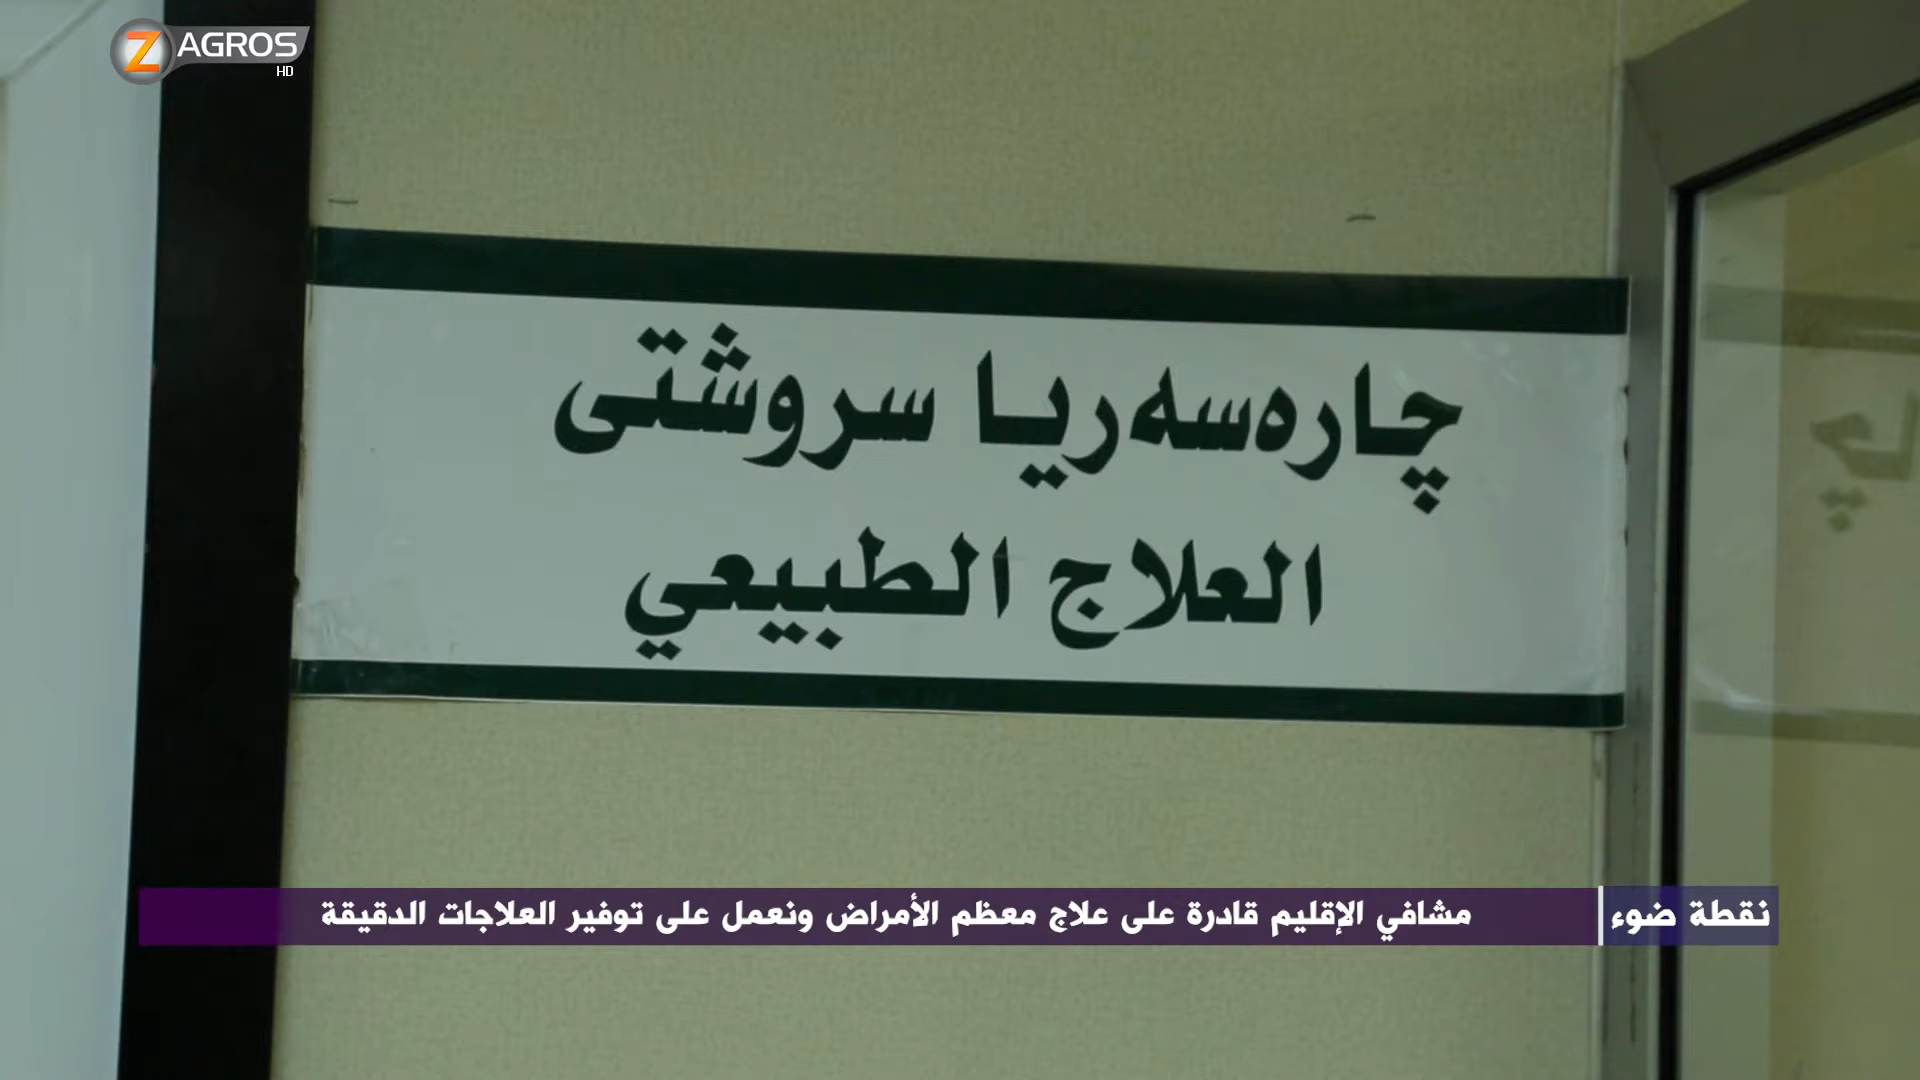 ZAGROS
HD
چارەسەریا سروشتی
العلاج الطبيعي
نقطة ضوء
مشافي الإقليم قادرة على علاج معظم الأمراض ونعمل على توفير العلاجات الدقيقة